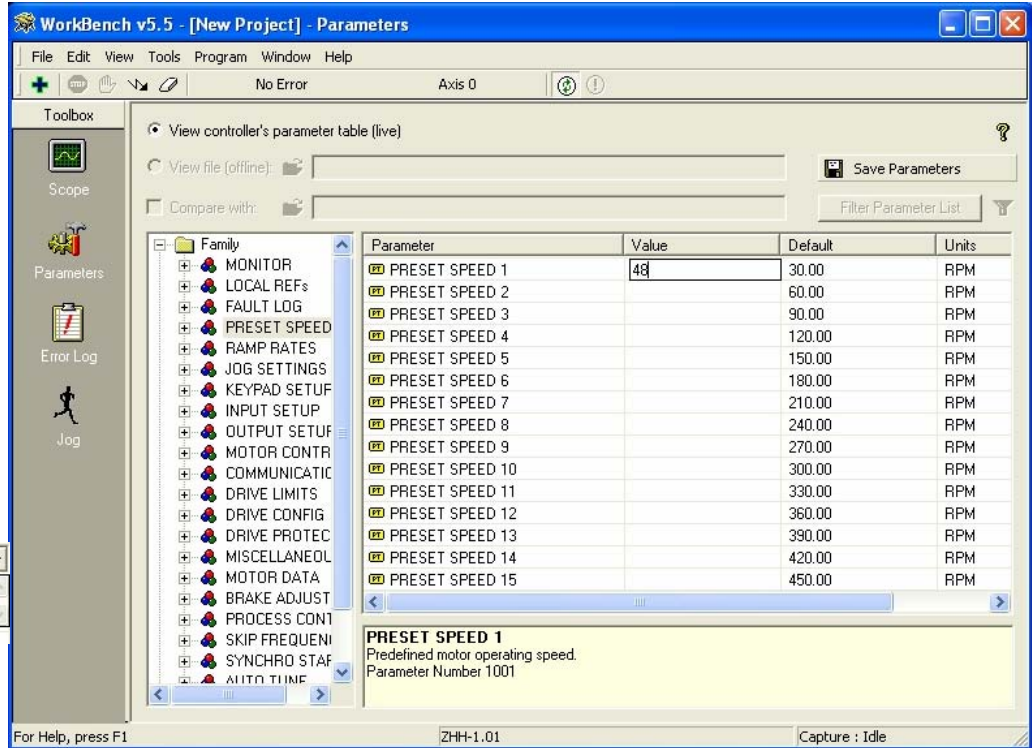 WorkBench v5.5 - [New Project] - Parameters
File Edit View Tools Program Window Help
No Error Axis 0
Toolbox
Scope
Parameters
Error Log
Jog
View controller's parameter table (live)
View file (offline):
Save Parameters
Compare with:
Filter Parameter List
Family
MONITOR
LOCAL REFs
FAULT LOG
PRESET SPEED
RAMP RATES
JOG SETTINGS
KEYPAD SETUP
INPUT SETUP
OUTPUT SETUP
MOTOR CONTR
COMMUNICATIC
DRIVE LIMITS
DRIVE CONFIG
DRIVE PROTEC
MISCELLANEOU
MOTOR DATA
BRAKE ADJUST
PROCESS CONT
SKIP FREQUEN
SYNCHRO STAR
AUTO TUNE
Parameter Value Default Units
PRESET SPEED 1 48 30.00 RPM
PRESET SPEED 2 60.00 RPM
PRESET SPEED 3 90.00 RPM
PRESET SPEED 4 120.00 RPM
PRESET SPEED 5 150.00 RPM
PRESET SPEED 6 180.00 RPM
PRESET SPEED 7 210.00 RPM
PRESET SPEED 8 240.00 RPM
PRESET SPEED 9 270.00 RPM
PRESET SPEED 10 300.00 RPM
PRESET SPEED 11 330.00 RPM
PRESET SPEED 12 360.00 RPM
PRESET SPEED 13 390.00 RPM
PRESET SPEED 14 420.00 RPM
PRESET SPEED 15 450.00 RPM
PRESET SPEED 1
Predefined motor operating speed.
Parameter Number 1001
For Help, press F1 ZHH-1.01 Capture : Idle